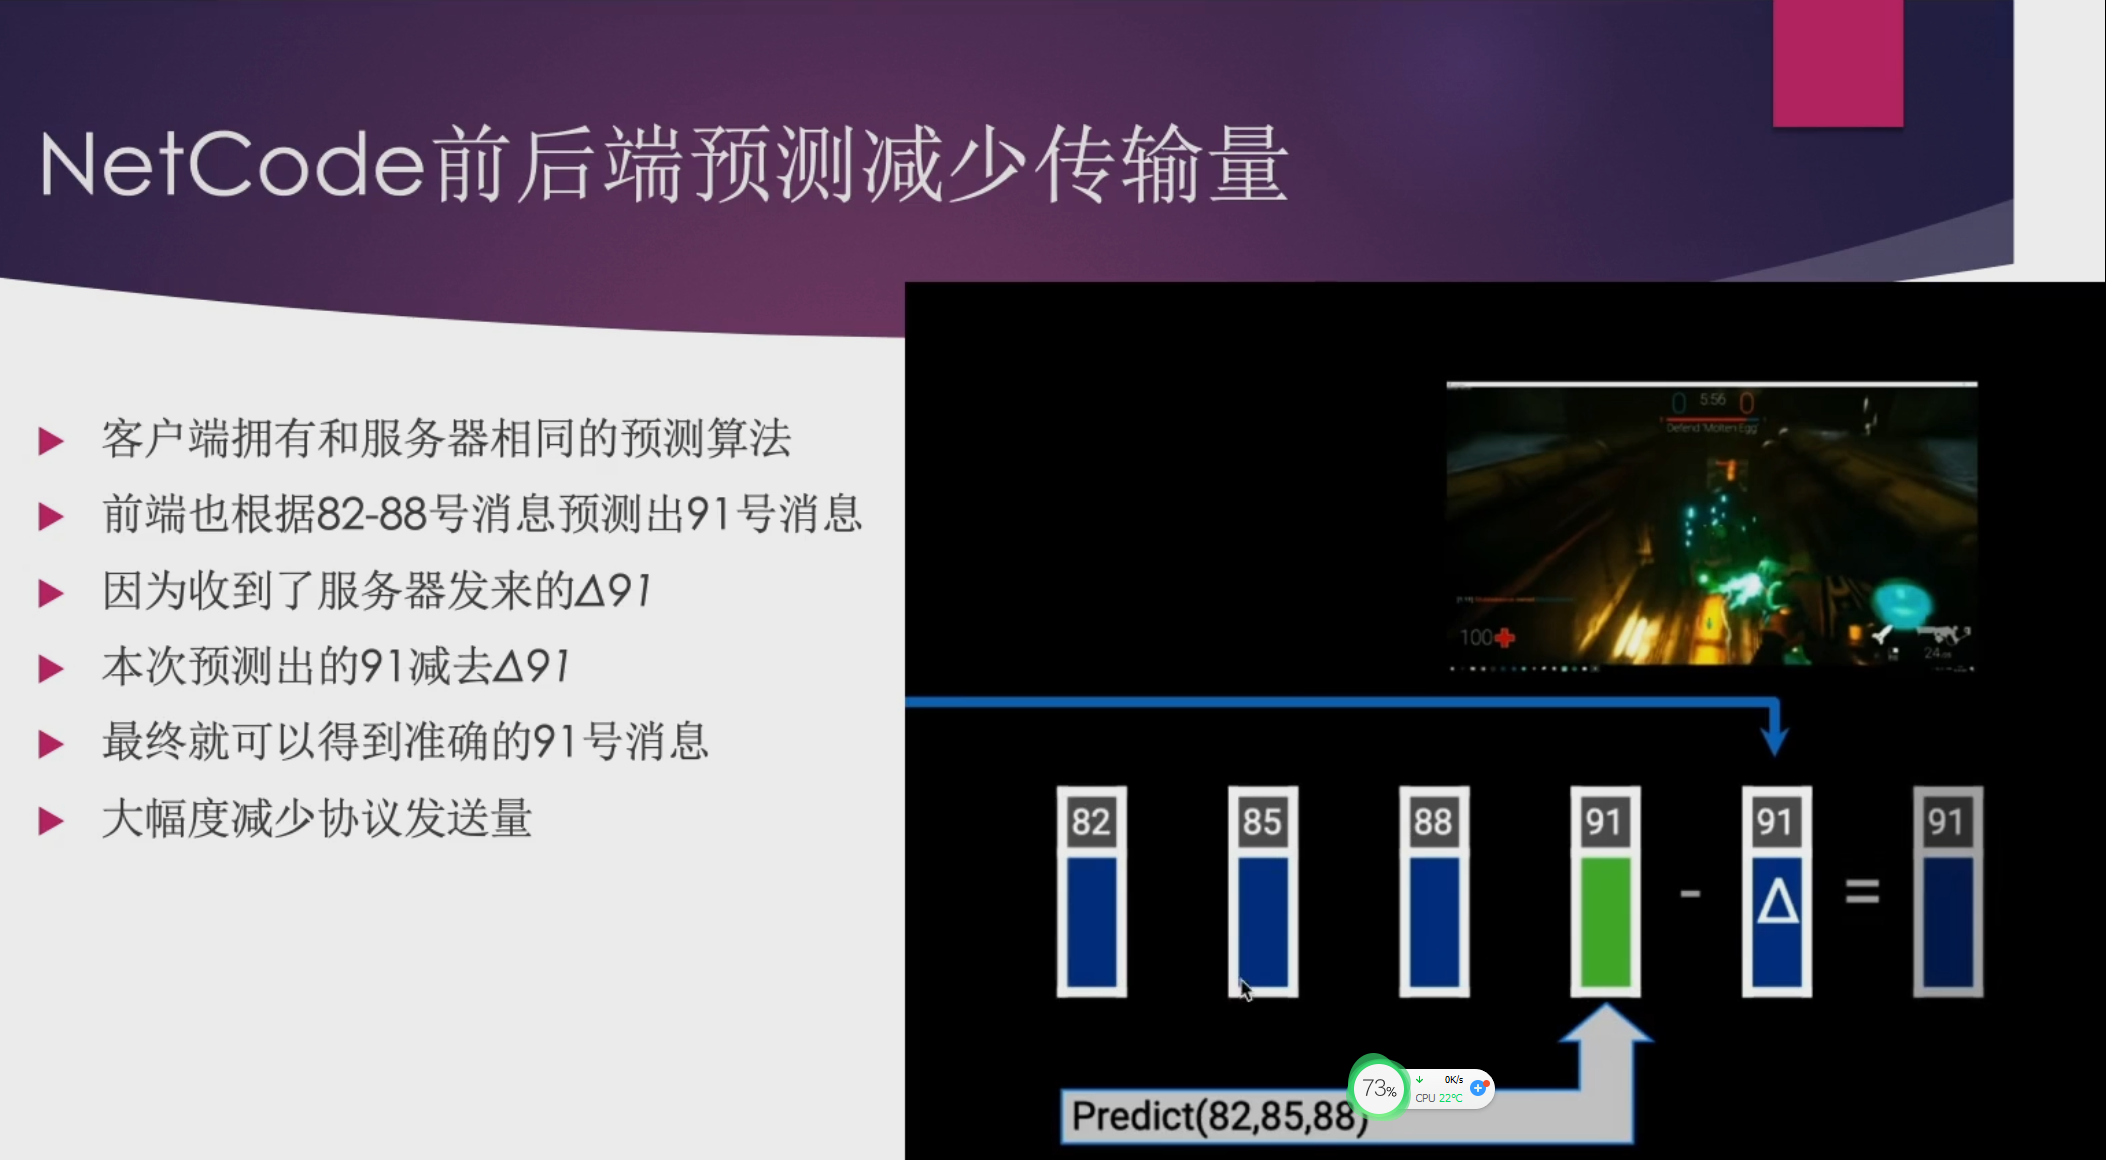 NetCode前后端预测减少传输量
客户端拥有和服务器相同的预测算法
前端也根据82-88号消息预测出91号消息
因为收到了服务器发来的Δ91
本次预测出的91减去Δ91
最终就可以得到准确的91号消息
大幅度减少协议发送量
0 5:56 0
Defend 'Molten Egg'
100
24
82 85 88 91 91 91
- Δ =
Predict(82,85,88)
73%
0K/s
CPU 22℃